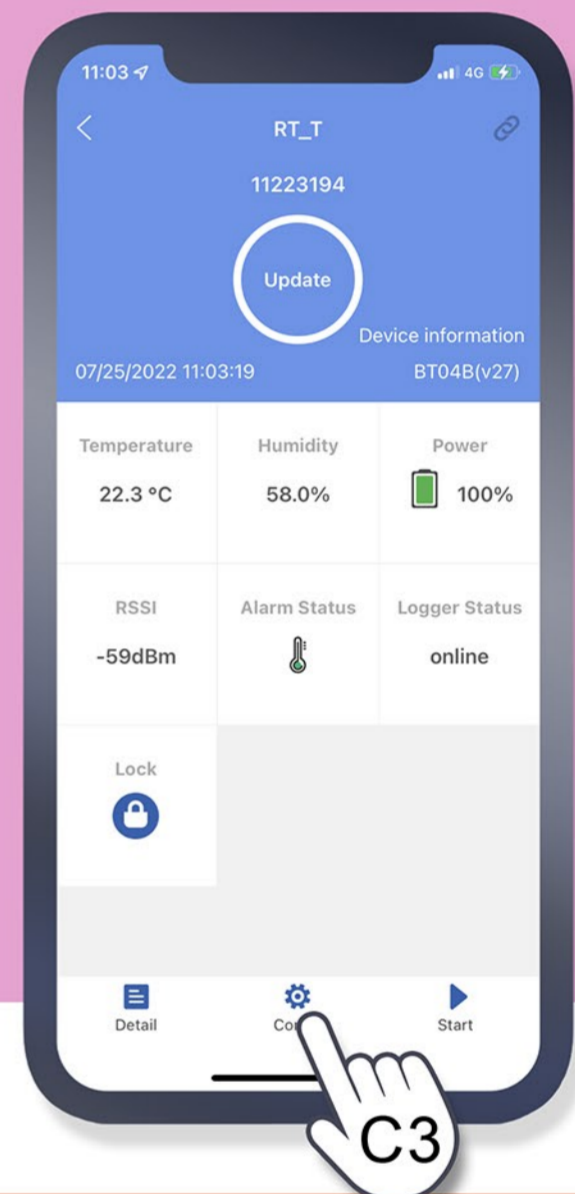 11:03
4G
RT_T
11223194
Update
Device information
07/25/2022 11:03:19
BT04B(v27)
Temperature
Humidity
Power
22.3 °C
58.0%
100%
RSSI
Alarm Status
Logger Status
-59dBm
online
Lock
Detail
Start
C3